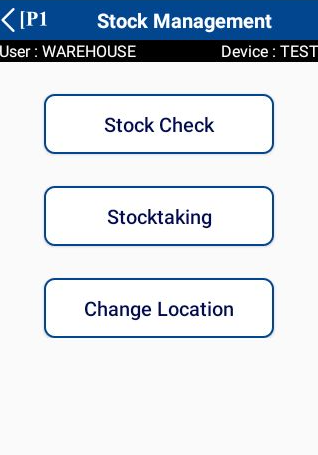 [P1 Stock Management
User : WAREHOUSE Device : TEST
Stock Check
Stocktaking
Change Location